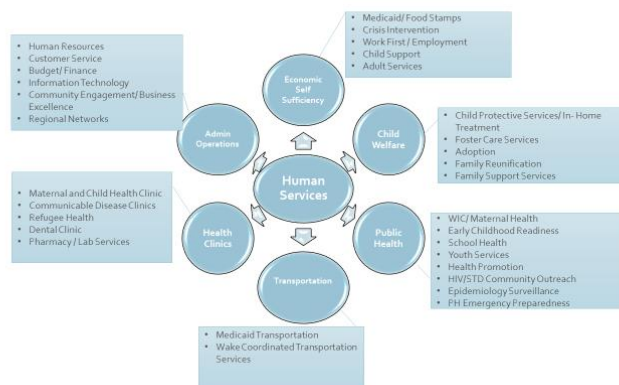 Medicaid/ Food Stamps
Crisis Intervention
Work First / Employment
Child Support
Adult Services
Human Resources
Customer Service
Budget/ Finance
Information Technology
Community Engagement/ Business
Excellence
Regional Networks
Economic
Self
Sufficiency
Admin
Operations
Child
Welfare
Child Protective Services/ In- Home
Treatment
Foster Care Services
Adoption
Family Reunification
Family Support Services
Human
Services
Maternal and Child Health Clinic
Communicable Disease Clinics
Refugee Health
Dental Clinic
Pharmacy / Lab Services
Health
Clinics
Public
Health
WIC/ Maternal Health
Early Childhood Readiness
School Health
Youth Services
Health Promotion
HIV/STD Community Outreach
Epidemiology Surveillance
PH Emergency Preparedness
Transportation
Medicaid Transportation
Wake Coordinated Transportation
Services